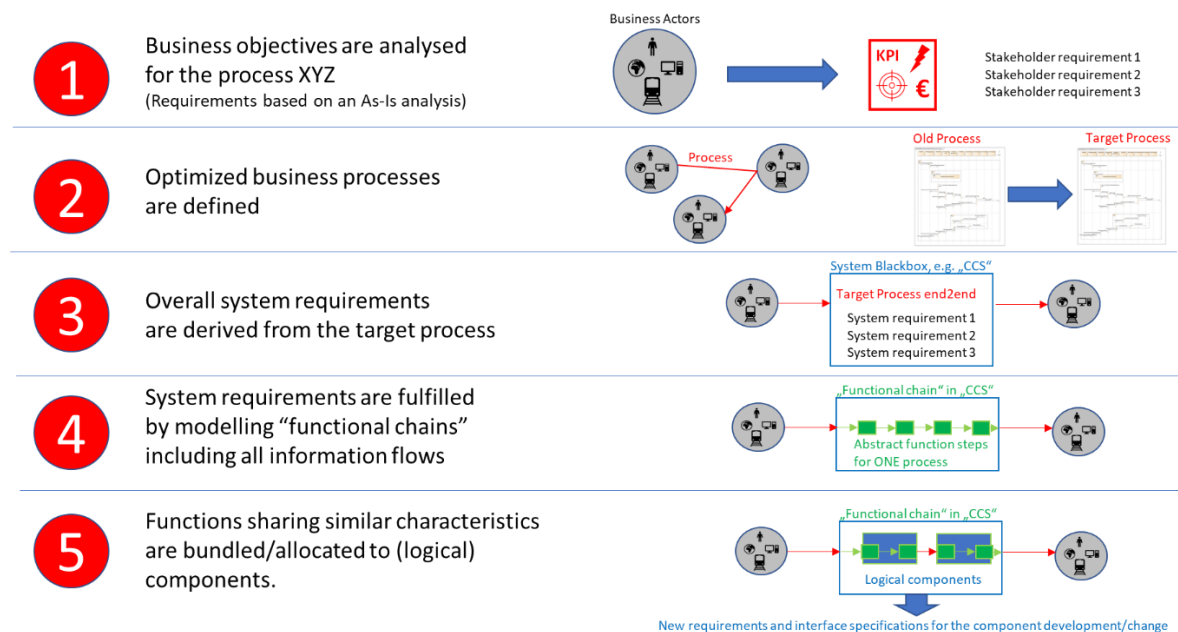 1
Business objectives are analysed
for the process XYZ
(Requirements based on an As-Is analysis)
Business Actors
KPI
€
Stakeholder requirement 1
Stakeholder requirement 2
Stakeholder requirement 3
2
Optimized business processes
are defined
Process
Old Process
Target Process
3
Overall system requirements
are derived from the target process
System Blackbox, e.g. „CCS“
Target Process end2end
System requirement 1
System requirement 2
System requirement 3
4
System requirements are fulfilled
by modelling “functional chains”
including all information flows
„Functional chain“ in „CCS“
Abstract function steps
for ONE process
5
Functions sharing similar characteristics
are bundled/allocated to (logical)
components.
„Functional chain“ in „CCS“
Logical components
New requirements and interface specifications for the component development/change